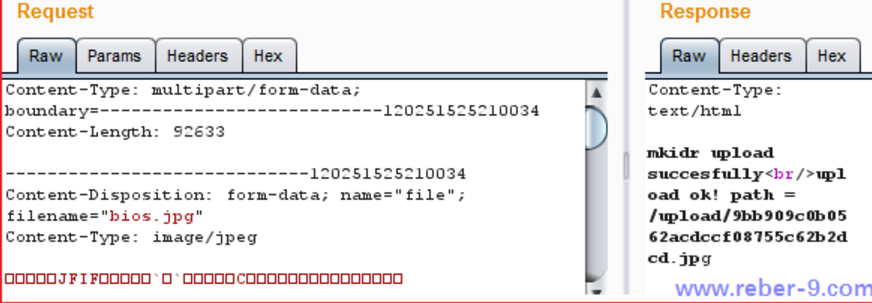 Request
Raw Params Headers Hex
Content-Type: multipart/form-data;
boundary=---------------------------120251525210034
Content-Length: 92633
-----------------------------120251525210034
Content-Disposition: form-data; name="file";
filename="bios.jpg"
Content-Type: image/jpeg
□□□□□JFIF□□□□□`□`□□□□□C□□□□□□□□□□□□□□□
Response
Raw Headers Hex
Content-Type:
text/html
mkidr upload
succesfully<br/>upl
oad ok! path =
/upload/9bb909c0b05
62acdccf08755c62b2d
cd.jpg
www.reber-9.com